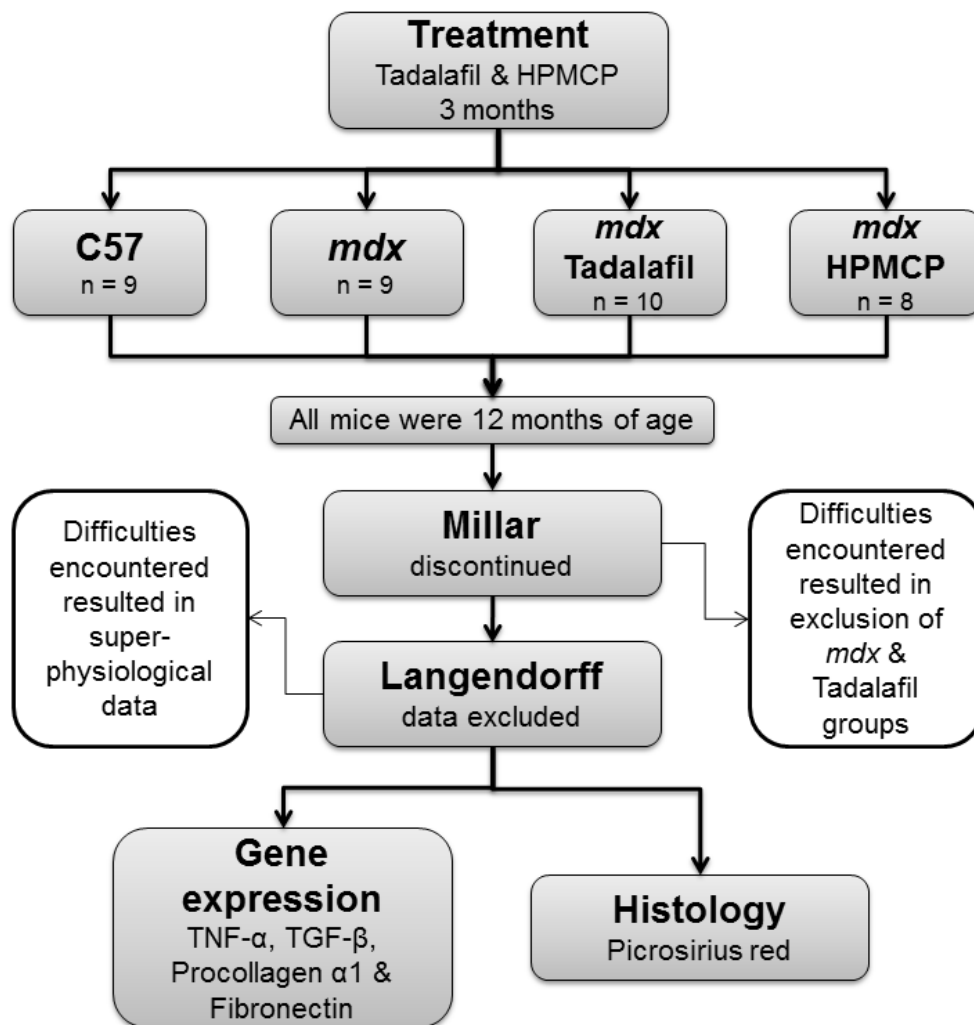 Treatment
Tadalafil & HPMCP
3 months
C57
n = 9
mdx
n = 9
mdx
Tadalafil
n = 10
mdx
HPMCP
n = 8
All mice were 12 months of age
Millar
discontinued
Difficulties
encountered
resulted in
super-
physiological
data
Difficulties
encountered
resulted in
exclusion of
mdx &
Tadalafil
groups
Langendorff
data excluded
Gene
expression
TNF-α, TGF-β,
Procollagen α1 &
Fibronectin
Histology
Picrosirius red